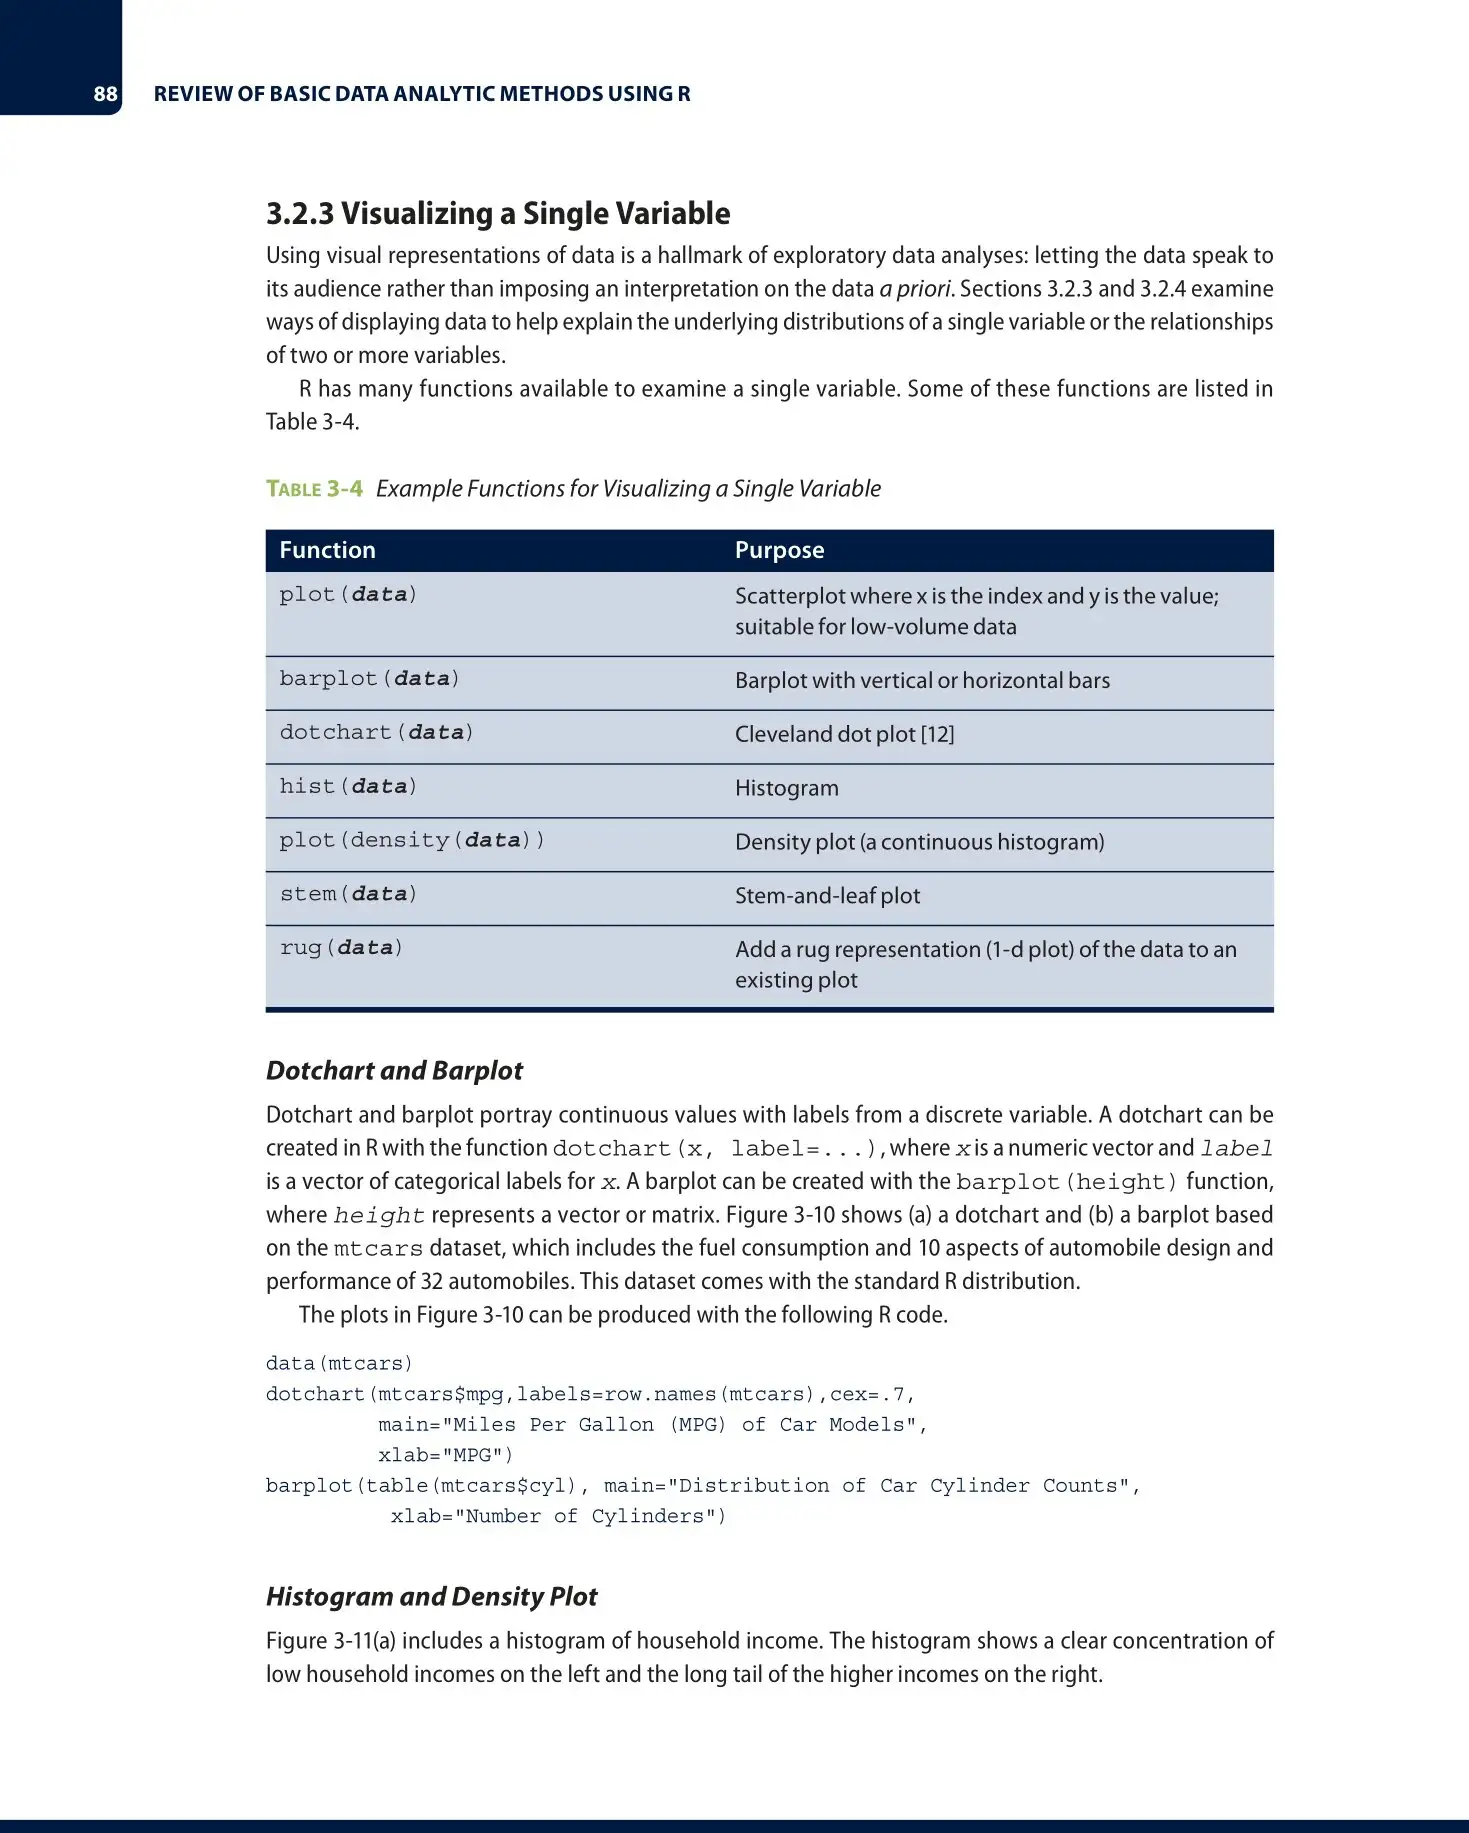 88 REVIEW OF BASIC DATA ANALYTIC METHODS USING R
3.2.3 Visualizing a Single Variable
Using visual representations of data is a hallmark of exploratory data analyses: letting the data speak to
its audience rather than imposing an interpretation on the data a priori. Sections 3.2.3 and 3.2.4 examine
ways of displaying data to help explain the underlying distributions of a single variable or the relationships
of two or more variables.
R has many functions available to examine a single variable. Some of these functions are listed in
Table 3-4.
TABLE 3-4 Example Functions for Visualizing a Single Variable
Function Purpose
plot(data) Scatterplot where x is the index and y is the value;
suitable for low-volume data
barplot(data) Barplot with vertical or horizontal bars
dotchart(data) Cleveland dot plot [12]
hist(data) Histogram
plot(density(data)) Density plot (a continuous histogram)
stem(data) Stem-and-leaf plot
rug(data) Add a rug representation (1-d plot) of the data to an
existing plot
Dotchart and Barplot
Dotchart and barplot portray continuous values with labels from a discrete variable. A dotchart can be
created in R with the function dotchart(x, label=...), where x is a numeric vector and label
is a vector of categorical labels for x. A barplot can be created with the barplot(height) function,
where height represents a vector or matrix. Figure 3-10 shows (a) a dotchart and (b) a barplot based
on the mtcars dataset, which includes the fuel consumption and 10 aspects of automobile design and
performance of 32 automobiles. This dataset comes with the standard R distribution.
The plots in Figure 3-10 can be produced with the following R code.
data(mtcars)
dotchart(mtcars$mpg,labels=row.names(mtcars),cex=.7,
main="Miles Per Gallon (MPG) of Car Models",
xlab="MPG")
barplot(table(mtcars$cyl), main="Distribution of Car Cylinder Counts",
xlab="Number of Cylinders")
Histogram and Density Plot
Figure 3-11(a) includes a histogram of household income. The histogram shows a clear concentration of
low household incomes on the left and the long tail of the higher incomes on the right.